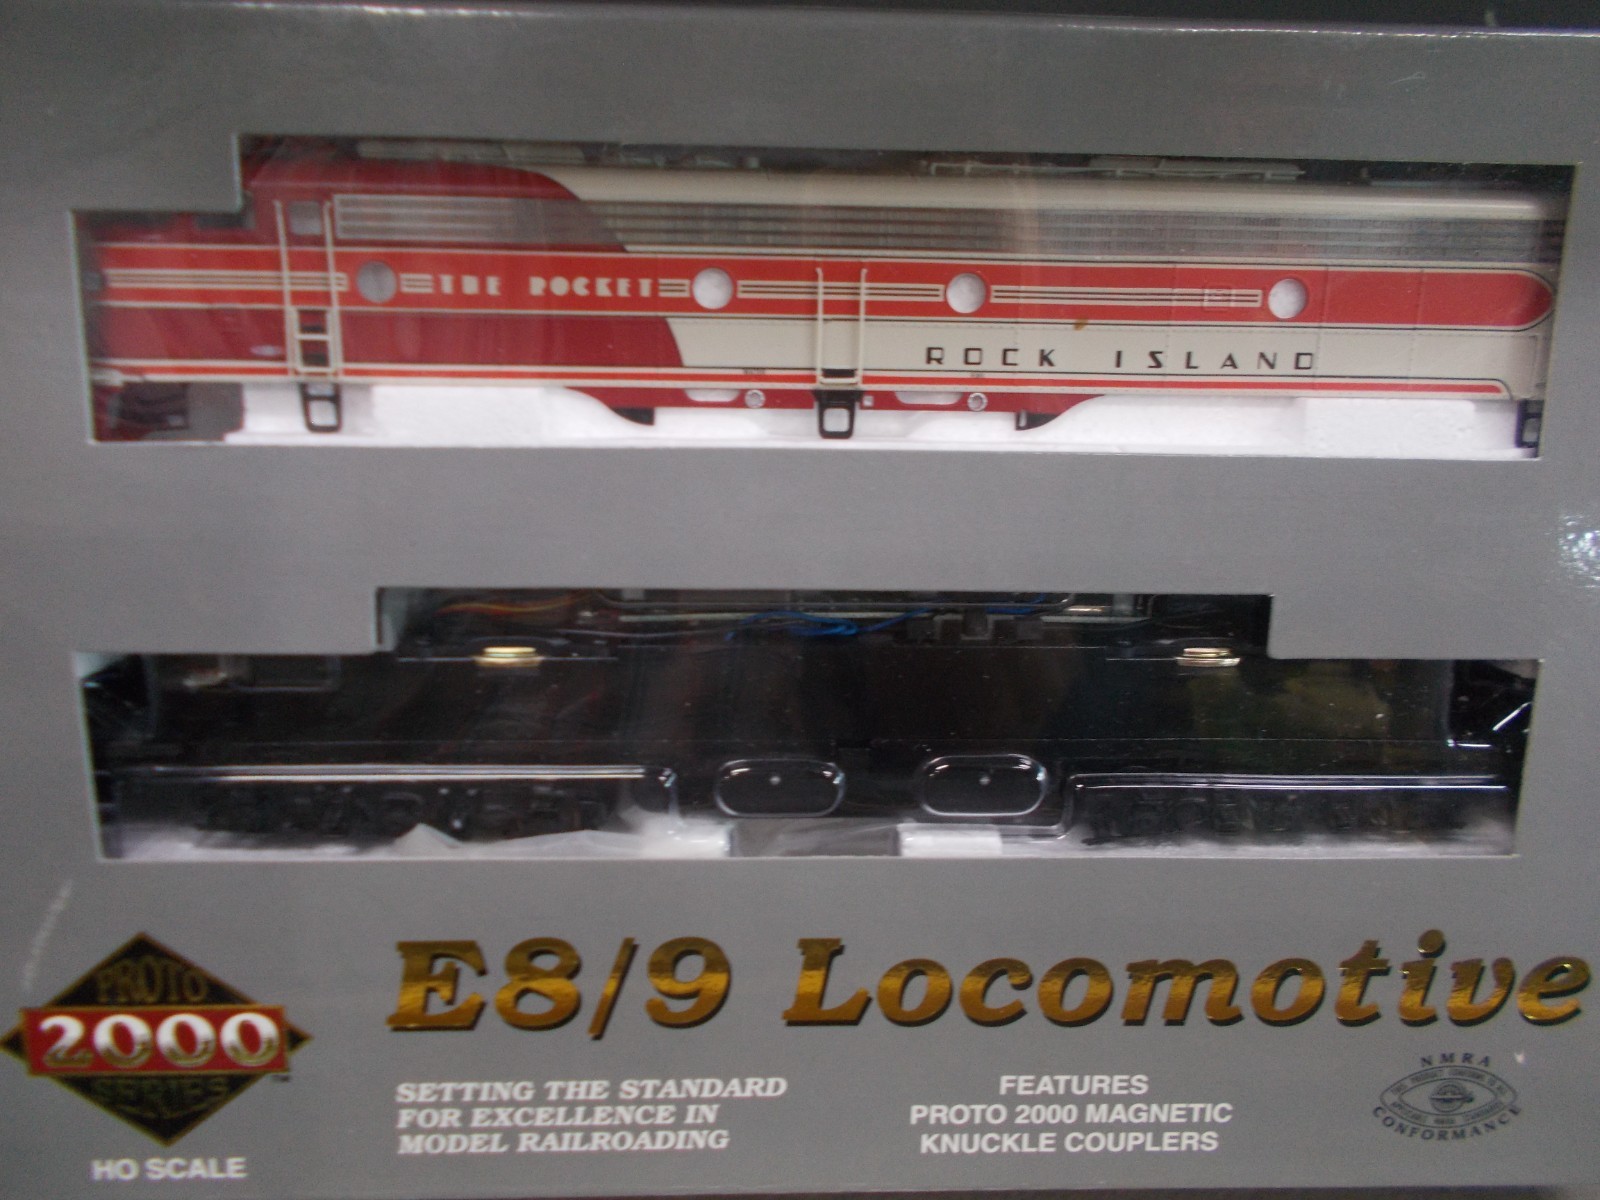 THE ROCKET
ROCK ISLAND
PROTO
2000
SERIES
TM
HO SCALE
E8/9 Locomotive
SETTING THE STANDARD
FOR EXCELLENCE IN
MODEL RAILROADING
FEATURES
PROTO 2000 MAGNETIC
KNUCKLE COUPLERS
NMRA
CONFORMANCE